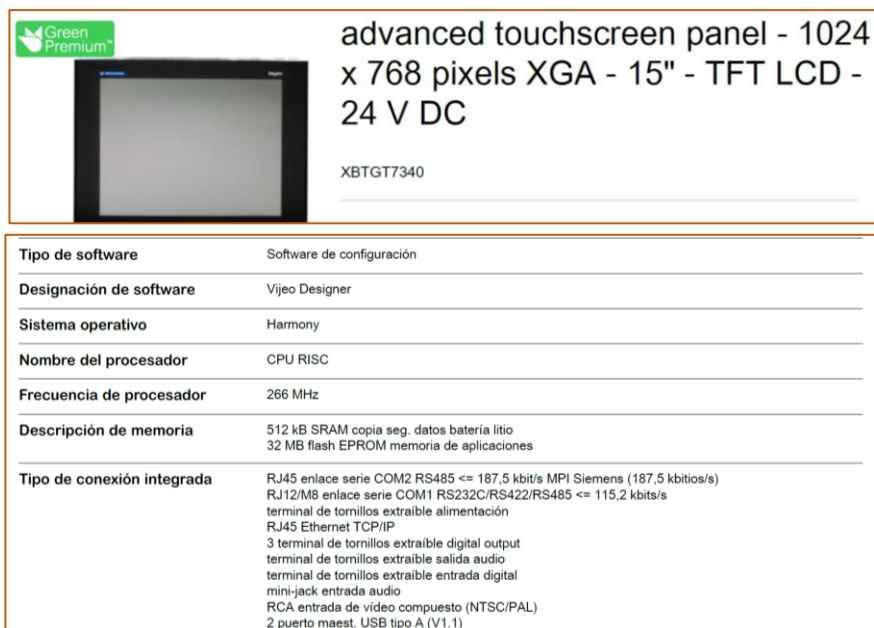 Green
Premium™
advanced touchscreen panel - 1024
x 768 pixels XGA - 15" - TFT LCD -
24 V DC
XBTGT7340
Tipo de software Software de configuración
Designación de software Vijeo Designer
Sistema operativo Harmony
Nombre del procesador CPU RISC
Frecuencia de procesador 266 MHz
Descripción de memoria 512 kB SRAM copia seg. datos batería litio
32 MB flash EPROM memoria de aplicaciones
Tipo de conexión integrada RJ45 enlace serie COM2 RS485 <= 187,5 kbit/s MPI Siemens (187,5 kbitios/s)
RJ12/M8 enlace serie COM1 RS232C/RS422/RS485 <= 115,2 kbits/s
terminal de tornillos extraíble alimentación
RJ45 Ethernet TCP/IP
3 terminal de tornillos extraíble digital output
terminal de tornillos extraíble salida audio
terminal de tornillos extraíble entrada digital
mini-jack entrada audio
RCA entrada de vídeo compuesto (NTSC/PAL)
2 puerto maest. USB tipo A (V1.1)